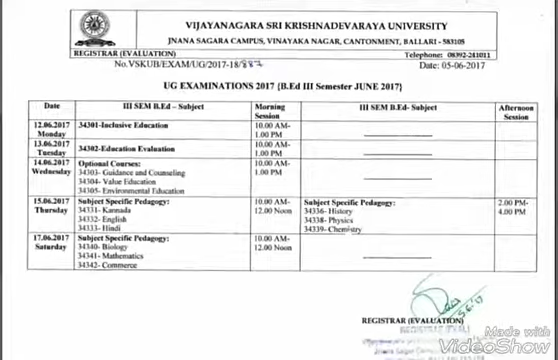 VIJAYANAGARA SRI KRISHNADEVARAYA UNIVERSITY
JNANA SAGARA CAMPUS, VINAYAKA NAGAR, CANTONMENT, BALLARI - 583105
REGISTRAR (EVALUATION) Telephone: 08392-241011
No.VSKUB/EXAM/UG/2017-18/887 Date: 05-06-2017
UG EXAMINATIONS 2017 {B.Ed III Semester JUNE 2017}
Date III SEM B.Ed – Subject Morning Session III SEM B.Ed- Subject Afternoon Session
12.06.2017 Monday 34301-Inclusive Education 10.00 AM- 1.00 PM
13.06.2017 Tuesday 34302-Education Evaluation 10.00 AM- 1.00 PM
14.06.2017 Wednesday Optional Courses: 10.00 AM- 1.00 PM
34303- Guidance and Counseling
34304- Value Education
34305- Environmental Education
15.06.2017 Thursday Subject Specific Pedagogy: 10.00 AM- 12.00 Noon Subject Specific Pedagogy: 2.00 PM- 4.00 PM
34331- Kannada 34336- History
34332- English 34338- Physics
34333- Hindi 34339- Chemistry
17.06.2017 Saturday Subject Specific Pedagogy: 10.00 AM- 12.00 Noon
34340- Biology
34341- Mathematics
34342- Commerce
REGISTRAR (EVALUATION)
Made with
VideoShow